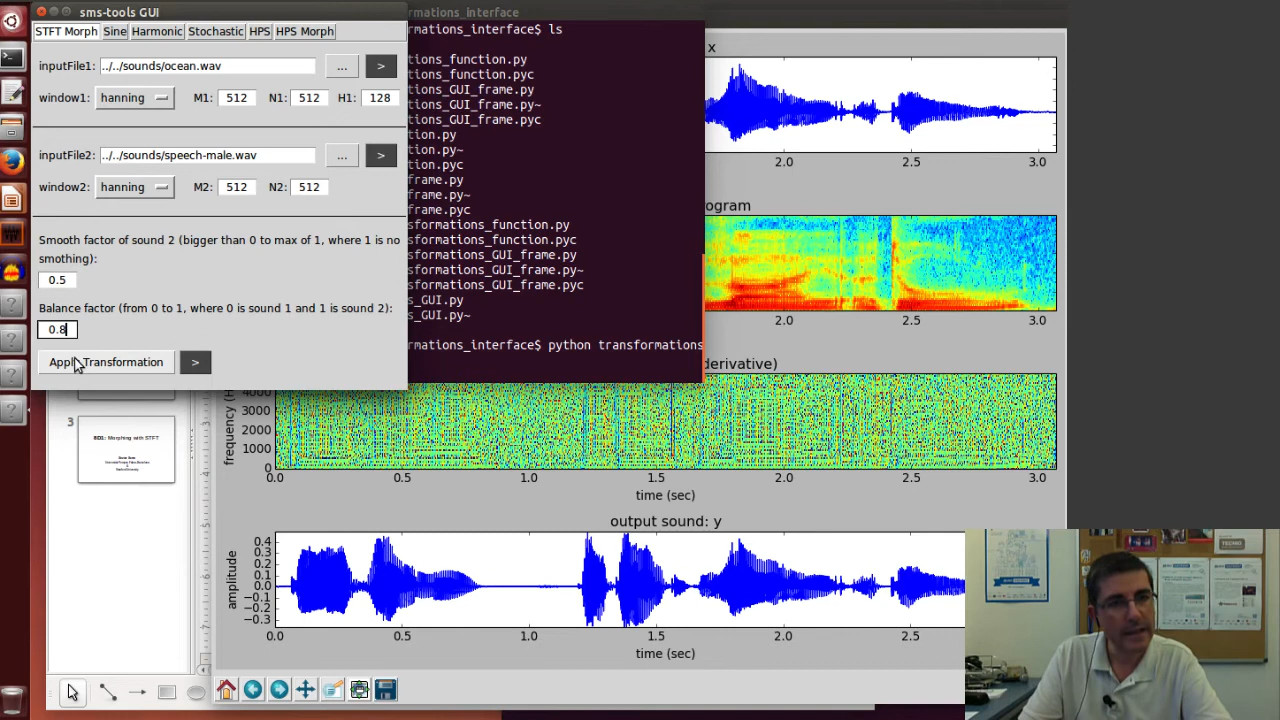 sms-tools GUI
STFT Morph Sine Harmonic Stochastic HPS HPS Morph
inputFile1: ../../sounds/ocean.wav ... >
window1: hanning M1: 512 N1: 512 H1: 128
inputFile2: ../../sounds/speech-male.wav ... >
window2: hanning M2: 512 N2: 512
Smooth factor of sound 2 (bigger than 0 to max of 1, where 1 is no
smothing):
0.5
Balance factor (from 0 to 1, where 0 is sound 1 and 1 is sound 2):
0.8
Apply Transformation >
rmations_interface
rmations_interface$ ls
tions_function.py
tions_function.pyc
tions_GUI_frame.py
tions_GUI_frame.py~
tions_GUI_frame.pyc
tion.py
tion.py~
tion.pyc
frame.py
frame.py~
frame.pyc
sformations_function.py
sformations_function.pyc
sformations_GUI_frame.py
sformations_GUI_frame.py~
sformations_GUI_frame.pyc
s_GUI.py
s_GUI.py~
rmations_interface$ python transformations
x
2.0 2.5 3.0
ogram
2.0 2.5 3.0
derivative)
4000
3000
2000
1000
0
frequency (H
0.0 0.5 1.0 1.5 2.0 2.5 3.0
time (sec)
output sound: y
amplitude
0.4
0.3
0.2
0.1
0.0
−0.1
−0.2
−0.3
0.0 0.5 1.0 1.5 2.0 2.5
time (sec)
3
8D1: Morphing with STFT